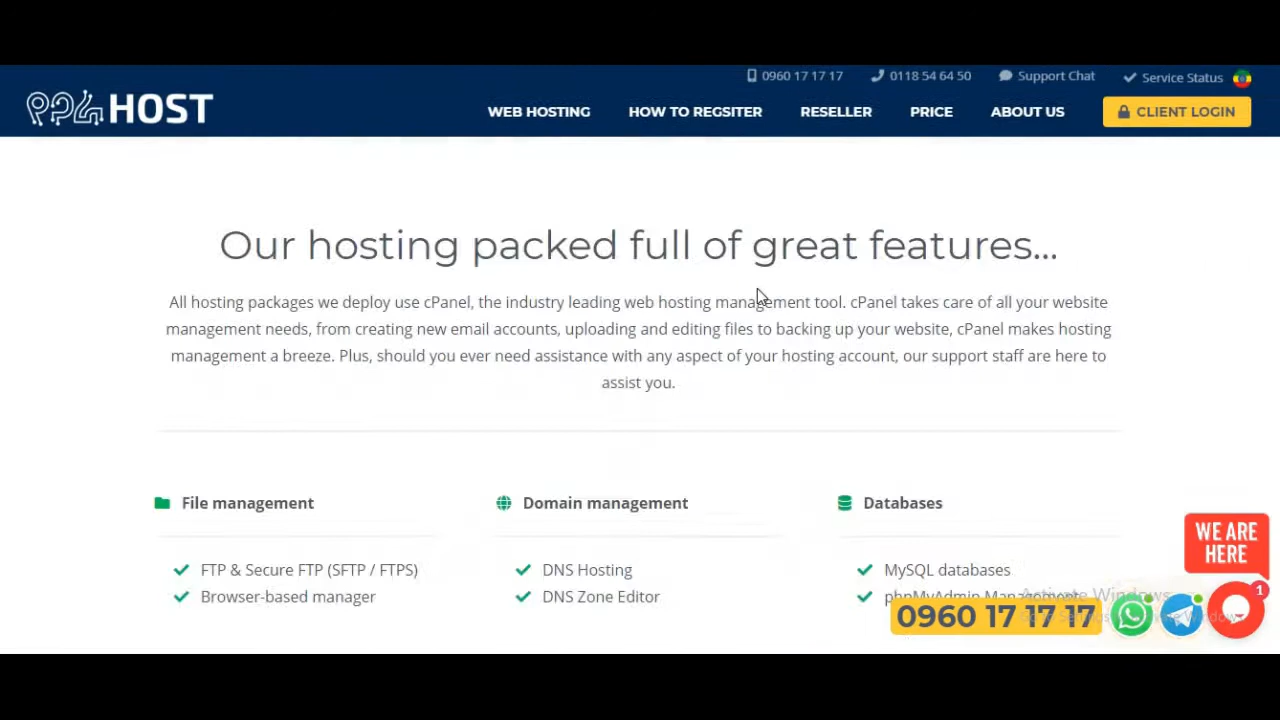 0960 17 17 17
0118 54 64 50
Support Chat
Service Status
HOST
WEB HOSTING
HOW TO REGSITER
RESELLER
PRICE
ABOUT US
CLIENT LOGIN
Our hosting packed full of great features...
All hosting packages we deploy use cPanel, the industry leading web hosting management tool. cPanel takes care of all your website
management needs, from creating new email accounts, uploading and editing files to backing up your website, cPanel makes hosting
management a breeze. Plus, should you ever need assistance with any aspect of your hosting account, our support staff are here to
assist you.
File management
Domain management
Databases
FTP & Secure FTP (SFTP / FTPS)
DNS Hosting
MySQL databases
Browser-based manager
DNS Zone Editor
phpMyAdmin
WE ARE
HERE
1
Activate Windows
0960 17 17 17